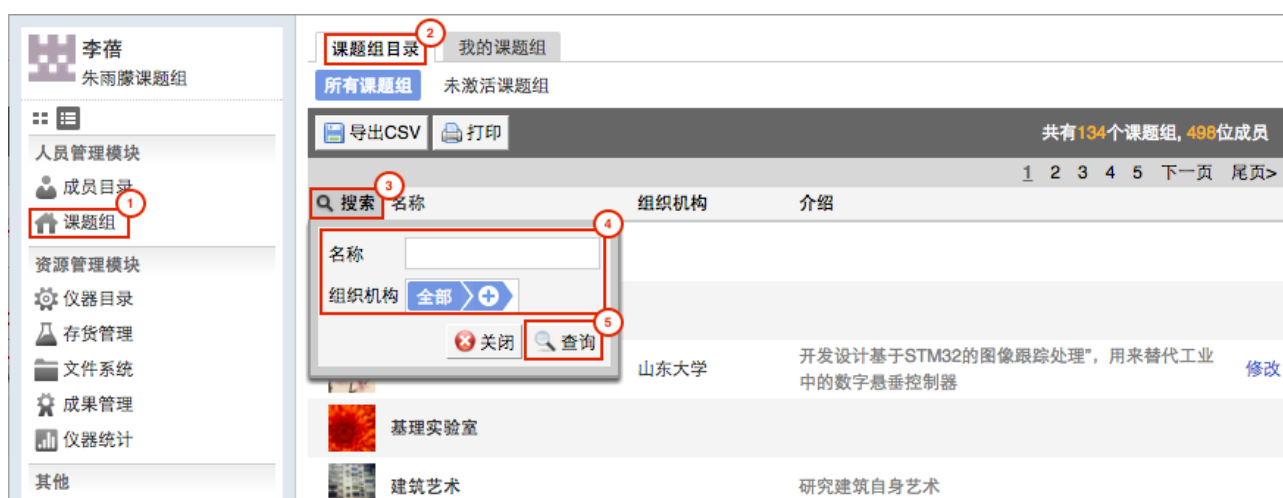 李蓓
朱雨朦课题组
人员管理模块
成员目录
1
课题组
资源管理模块
仪器目录
存货管理
文件系统
成果管理
仪器统计
其他
课题组目录 2 我的课题组
所有课题组 未激活课题组
导出CSV 打印 共有134个课题组, 498位成员
1 2 3 4 5 下一页 尾页>
3
搜索 名称 组织机构 介绍
4
名称
组织机构 全部
5
关闭 查询
山东大学 开发设计基于STM32的图像跟踪处理”，用来替代工业 修改
中的数字悬垂控制器
基理实验室
建筑艺术 研究建筑自身艺术